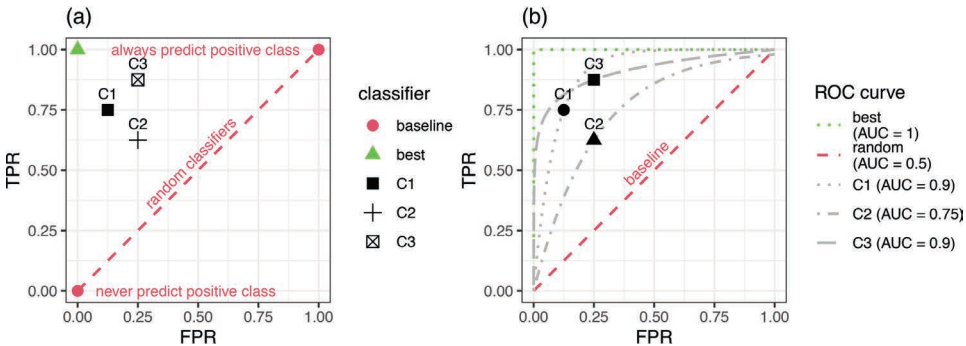 (a)
always predict positive class
C3
C1
C2
random classifiers
never predict positive class
1.00
0.75
0.50
0.25
0.00
TPR
0.00
0.25
0.50
0.75
1.00
FPR
classifier
baseline
best
C1
C2
C3
(b)
C3
C1
C2
baseline
1.00
0.75
0.50
0.25
0.00
TPR
0.00
0.25
0.50
0.75
1.00
FPR
ROC curve
best
(AUC = 1)
random
(AUC = 0.5)
C1 (AUC = 0.9)
C2 (AUC = 0.75)
C3 (AUC = 0.9)